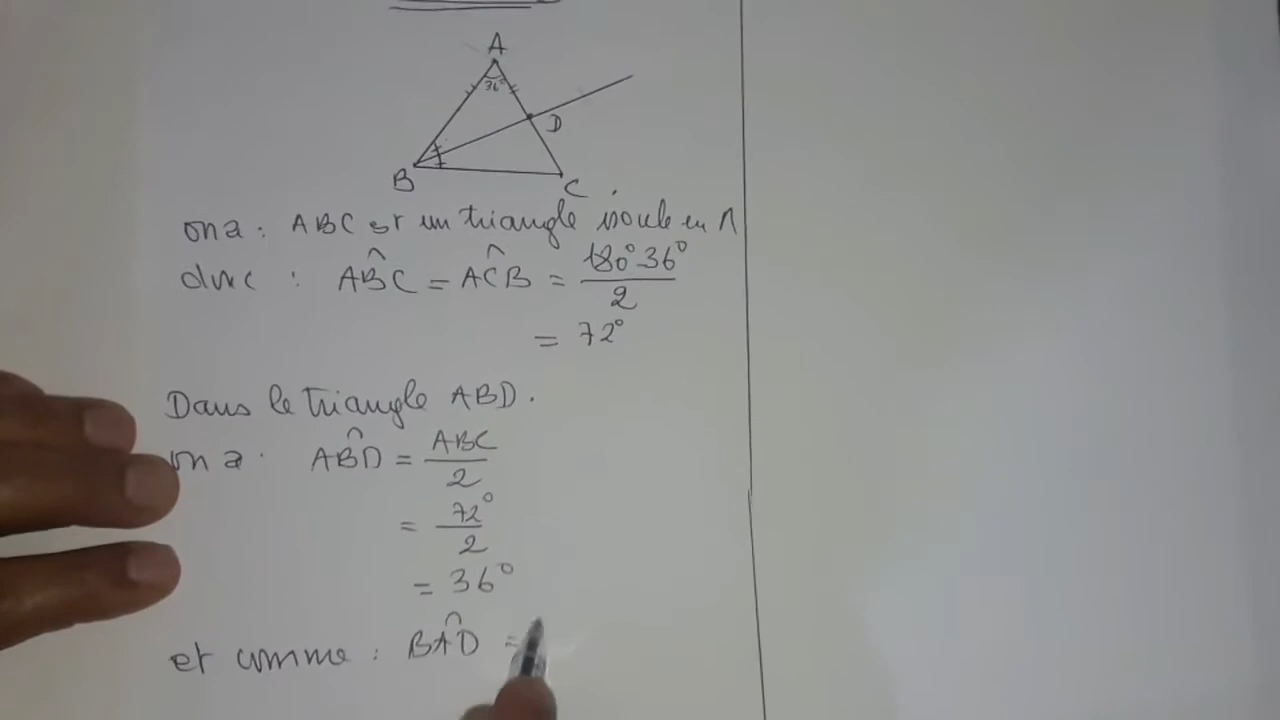 A
36°
D
B
C
on a : ABC est un triangle isocèle en A
donc : AB̂C = AĈB = 180°-36° / 2
= 72°
Dans le triangle ABD.
on a . AB̂D = ABC / 2
= 72° / 2
= 36°
et comme : BÂD =